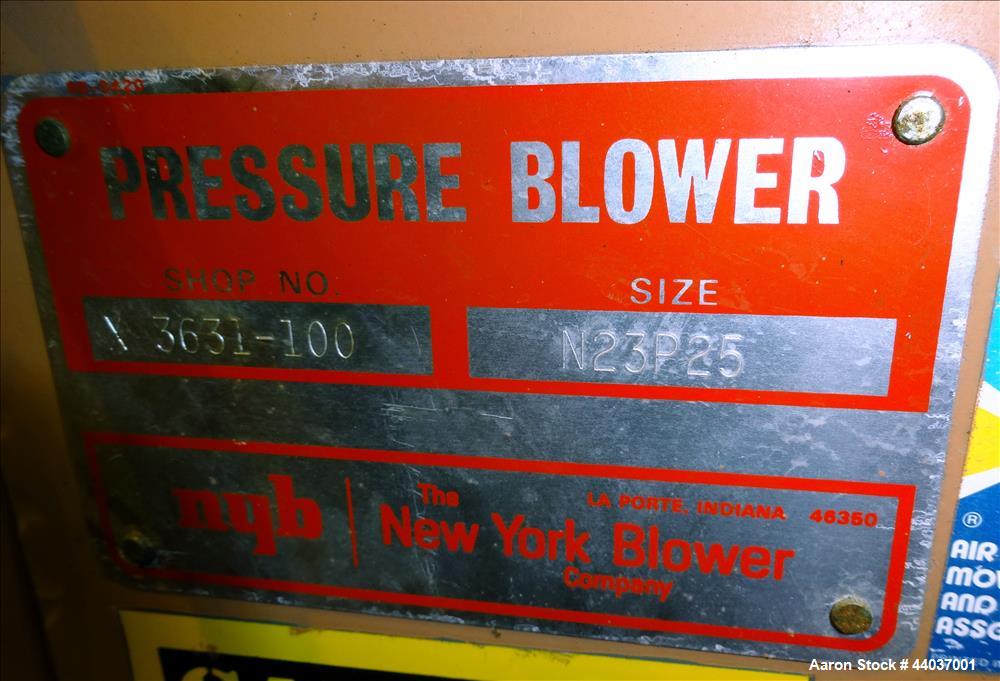 PRESSURE BLOWER
SHOP NO.
SIZE
3631-100
N23P25
nyb
The
New York Blower
Company
LA PORTE, INDIANA 46350
®
AIR
MOV
AND
ASSO
Aaron Stock # 44037001